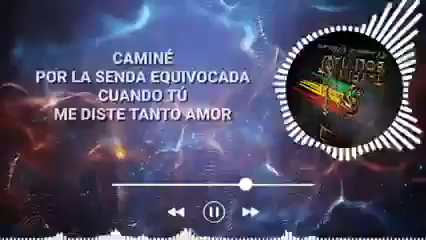 CAMINÉ
POR LA SENDA EQUIVOCADA
CUANDO TÚ
ME DISTE TANTO AMOR